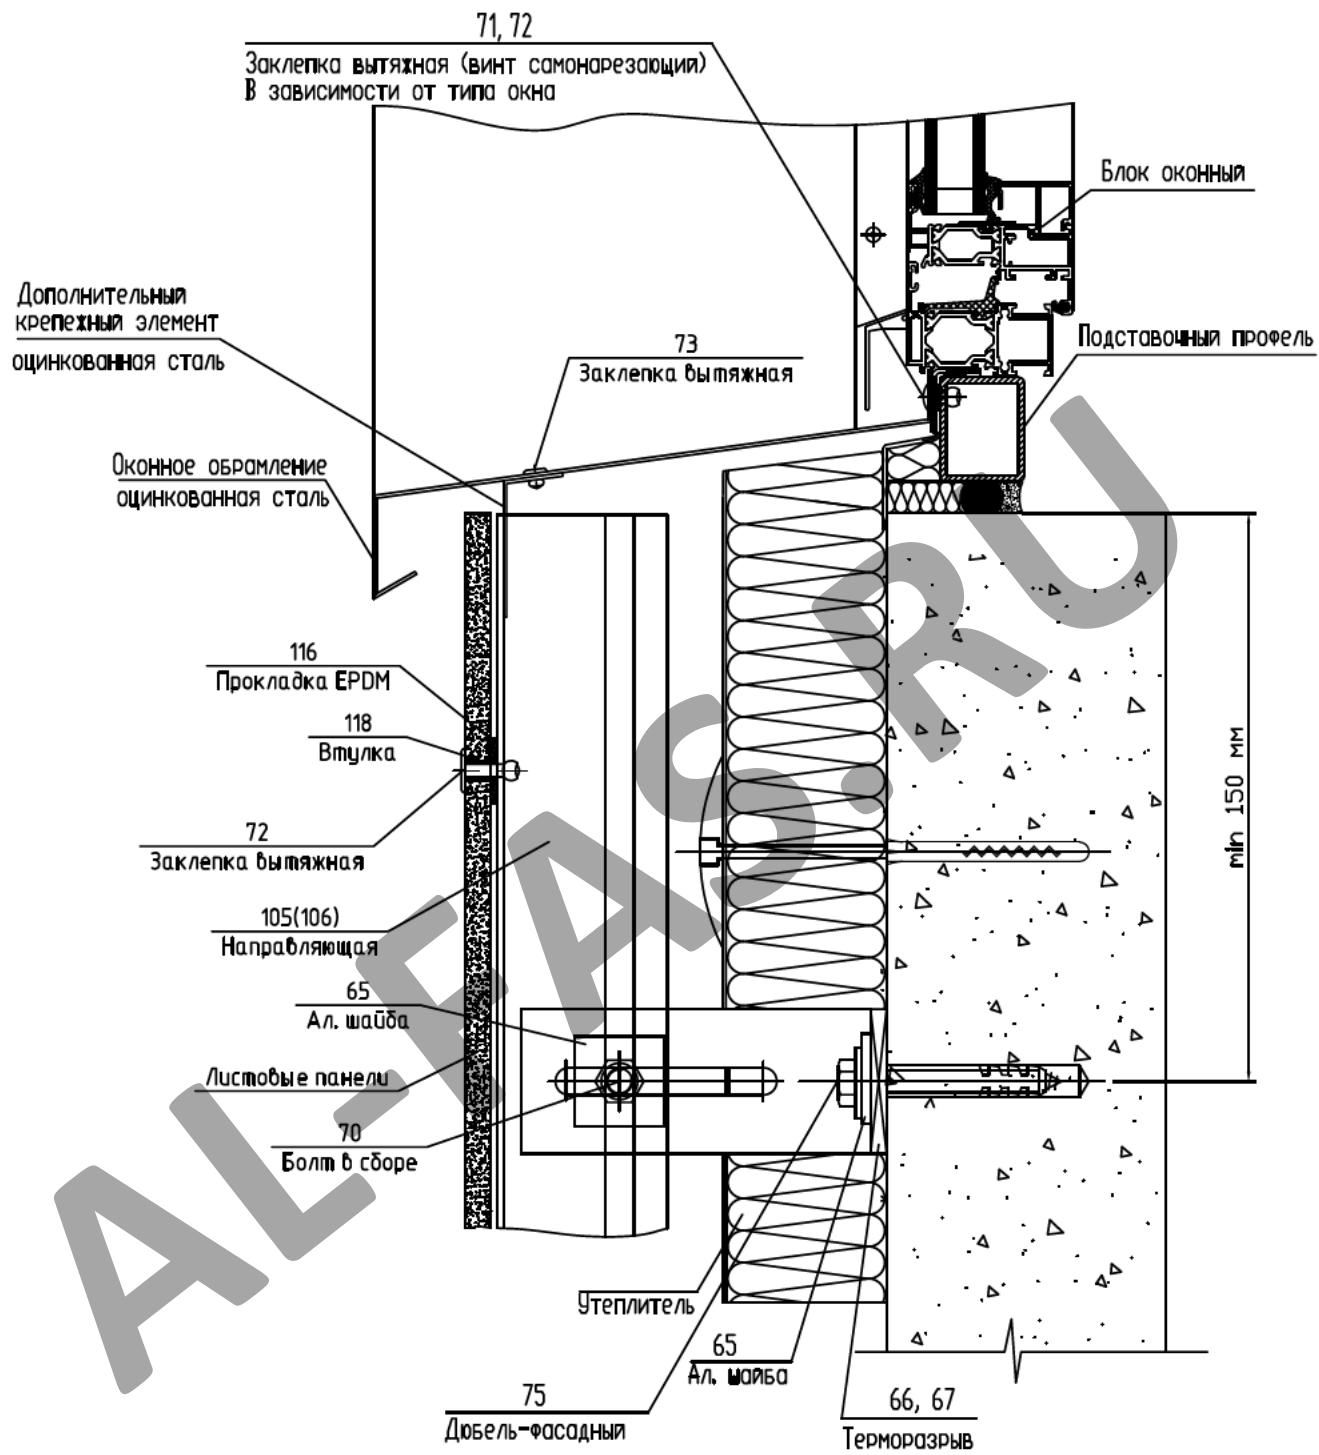 71, 72
Заклепка вытяжная (винт самонарезающий)
В зависимости от типа окна
Блок оконный
Дополнительный
крепежный элемент
оцинкованная сталь
73
Заклепка вытяжная
Подставочный профель
Оконное обрамление
оцинкованная сталь
116
Прокладка EPDM
118
Втулка
72
Заклепка вытяжная
min 150 мм
105(106)
Направляющая
65
Ал. шайба
Листовые панели
70
Болт в сборе
Утеплитель
65
Ал. шайба
75
Дюбель-фасадный
66, 67
Терморазрыв
AL-FAS.RU